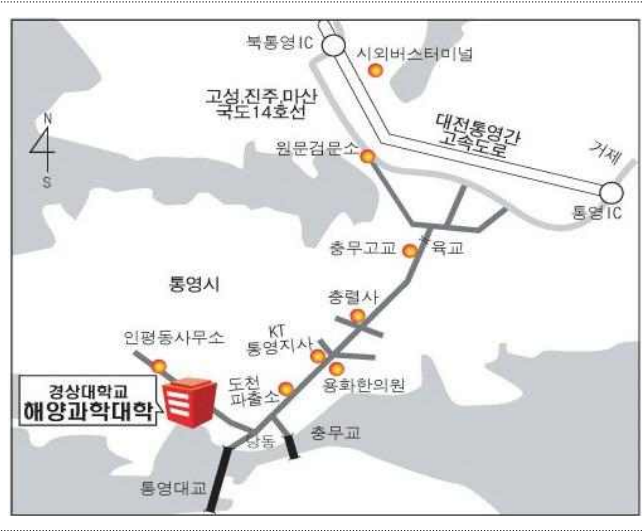 북통영IC
시외버스터미널
고성.진주.마산
국도14호선
대전통영간
고속도로
N
S
원문검문소
거제
통영IC
충무고교
육교
통영시
충렬사
KT
통영지사
인평동사무소
도천
파출소
용화한의원
경상대학교
해양과학대학
당동
충무교
통영대교